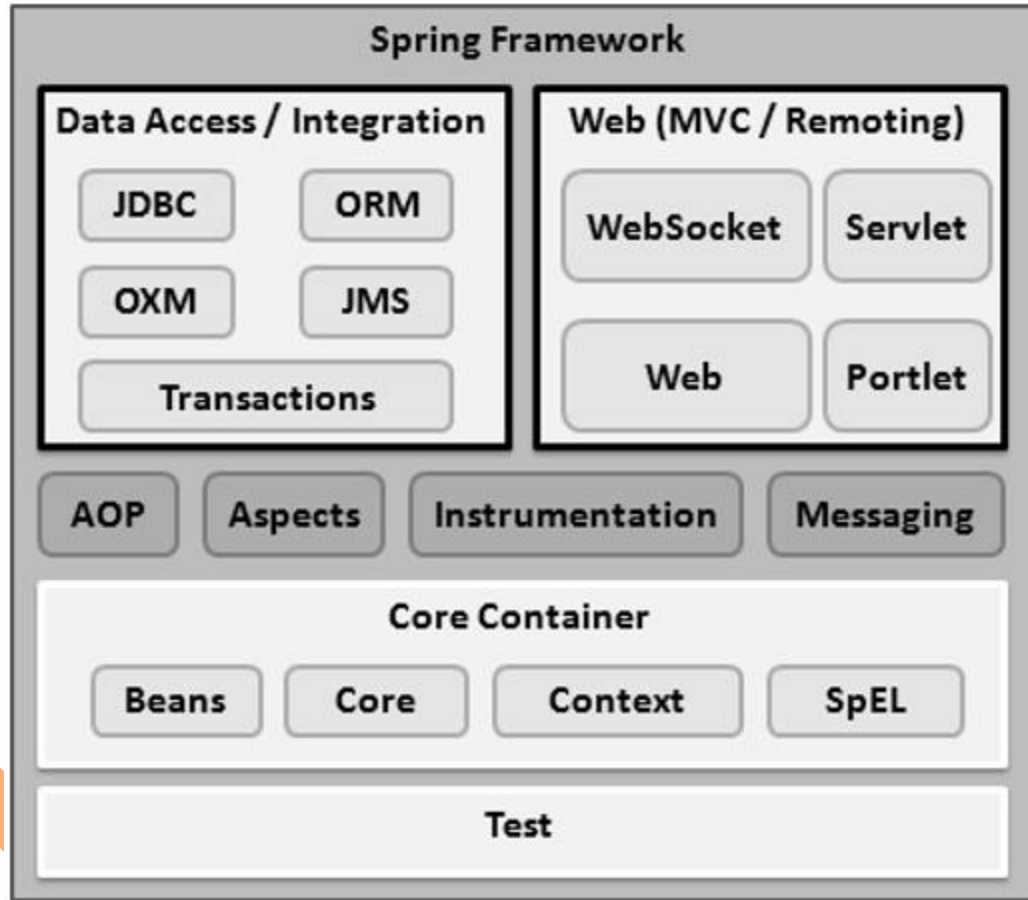 Spring Framework
Data Access / Integration
JDBC
ORM
OXM
JMS
Transactions
Web (MVC / Remoting)
WebSocket
Servlet
Web
Portlet
AOP
Aspects
Instrumentation
Messaging
Core Container
Beans
Core
Context
SpEL
Test